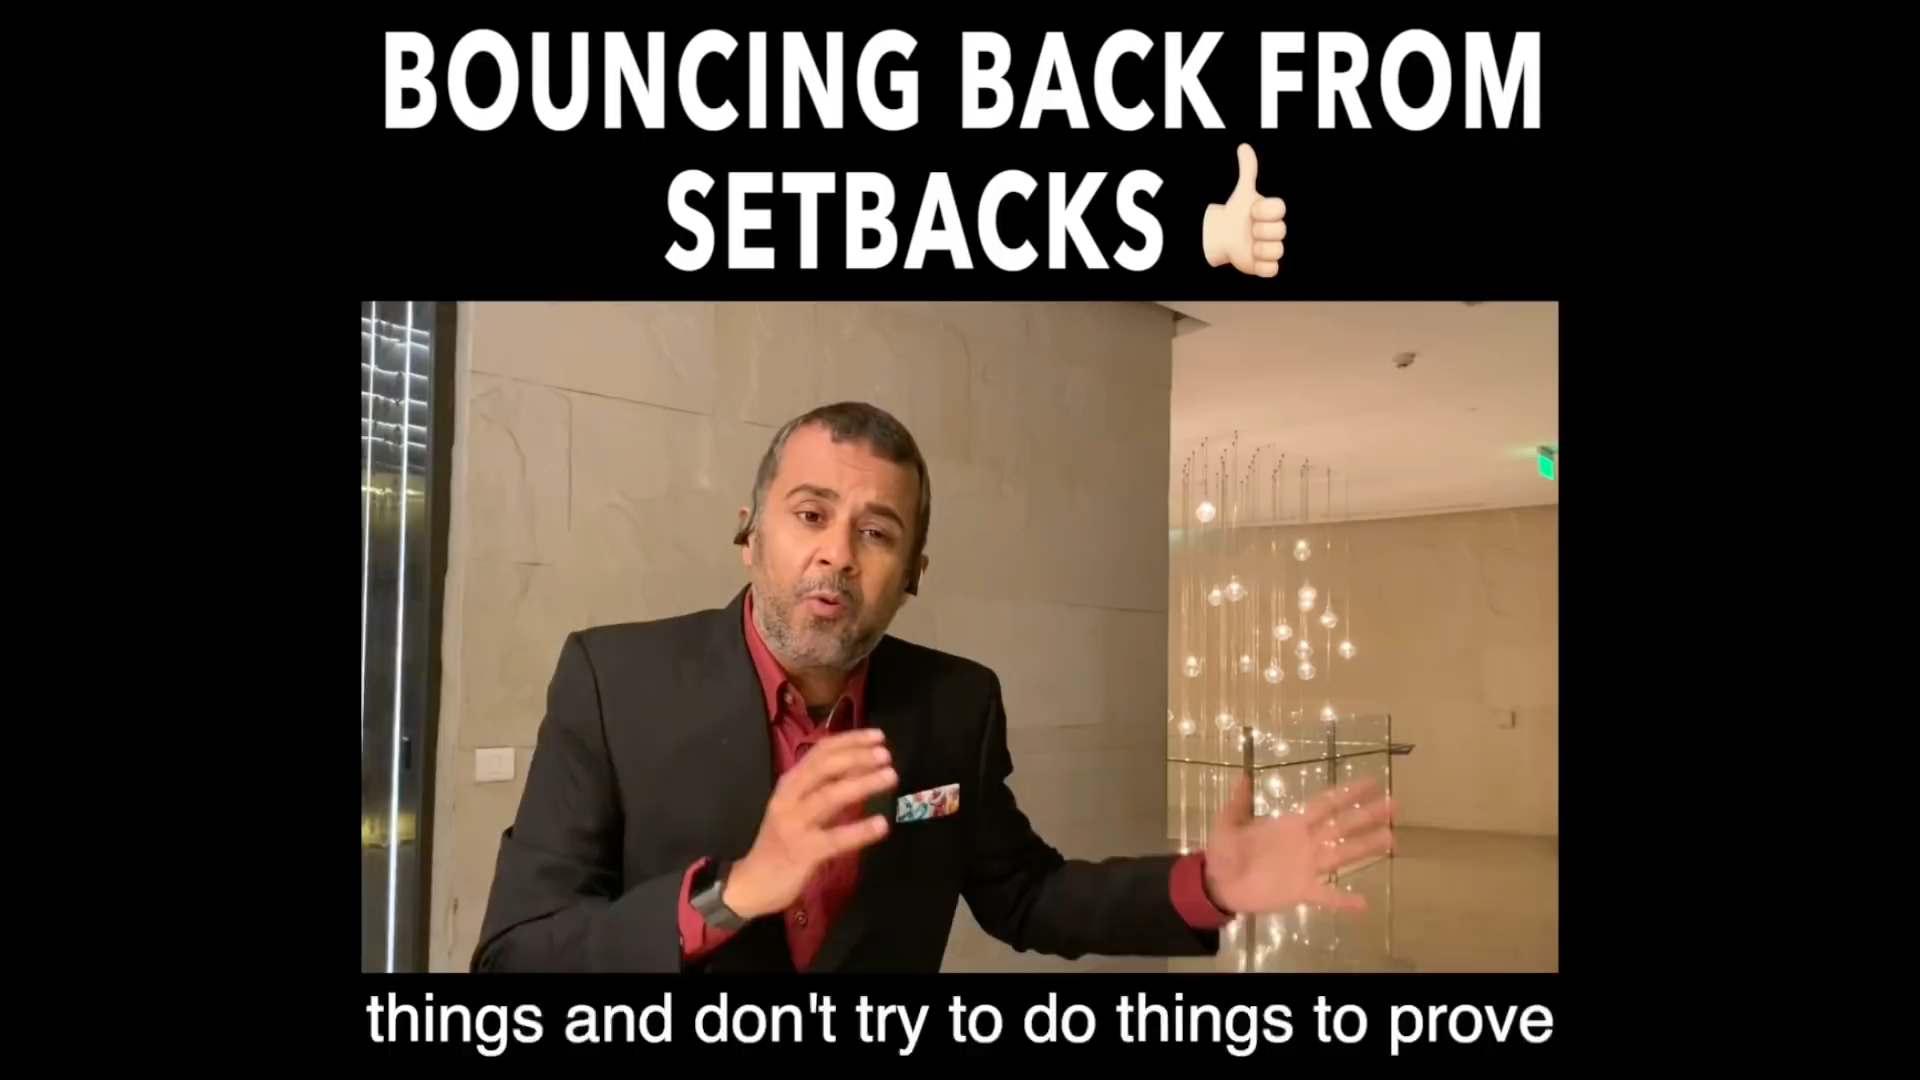 BOUNCING BACK FROM
SETBACKS 👍🏻
things and don't try to do things to prove